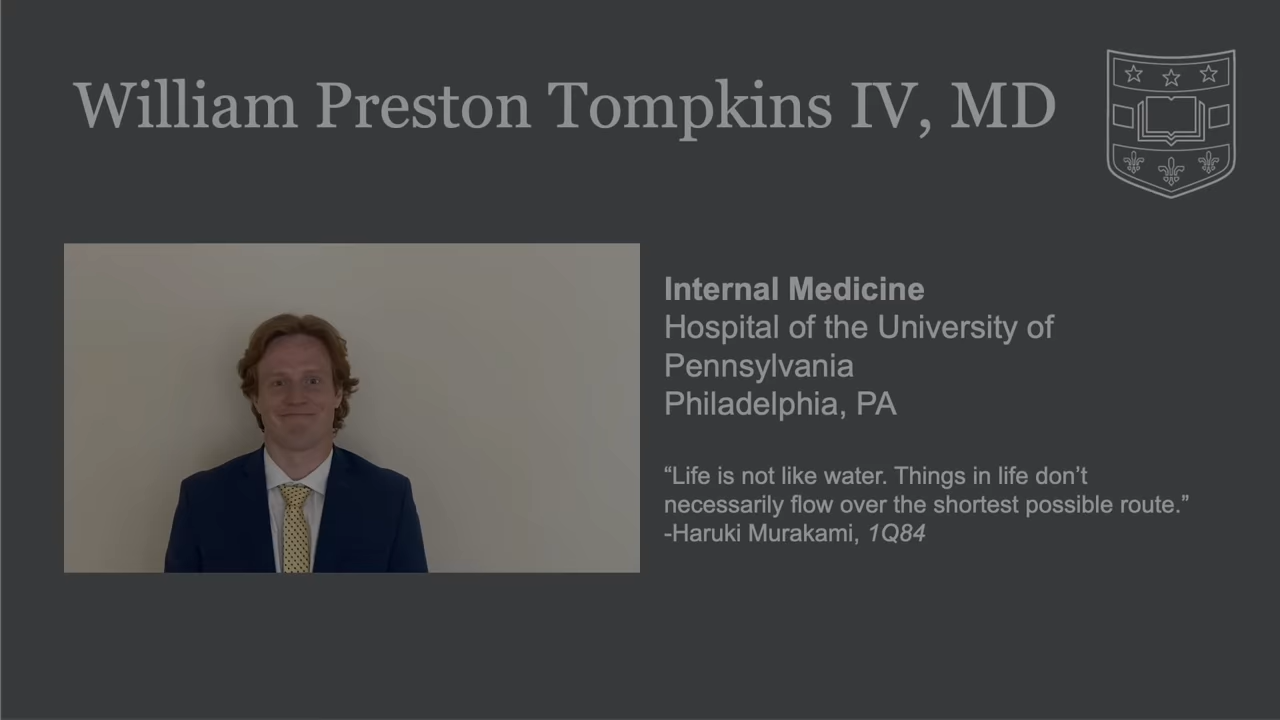 William Preston Tompkins IV, MD
Internal Medicine
Hospital of the University of
Pennsylvania
Philadelphia, PA
“Life is not like water. Things in life don’t
necessarily flow over the shortest possible route.”
-Haruki Murakami, 1Q84